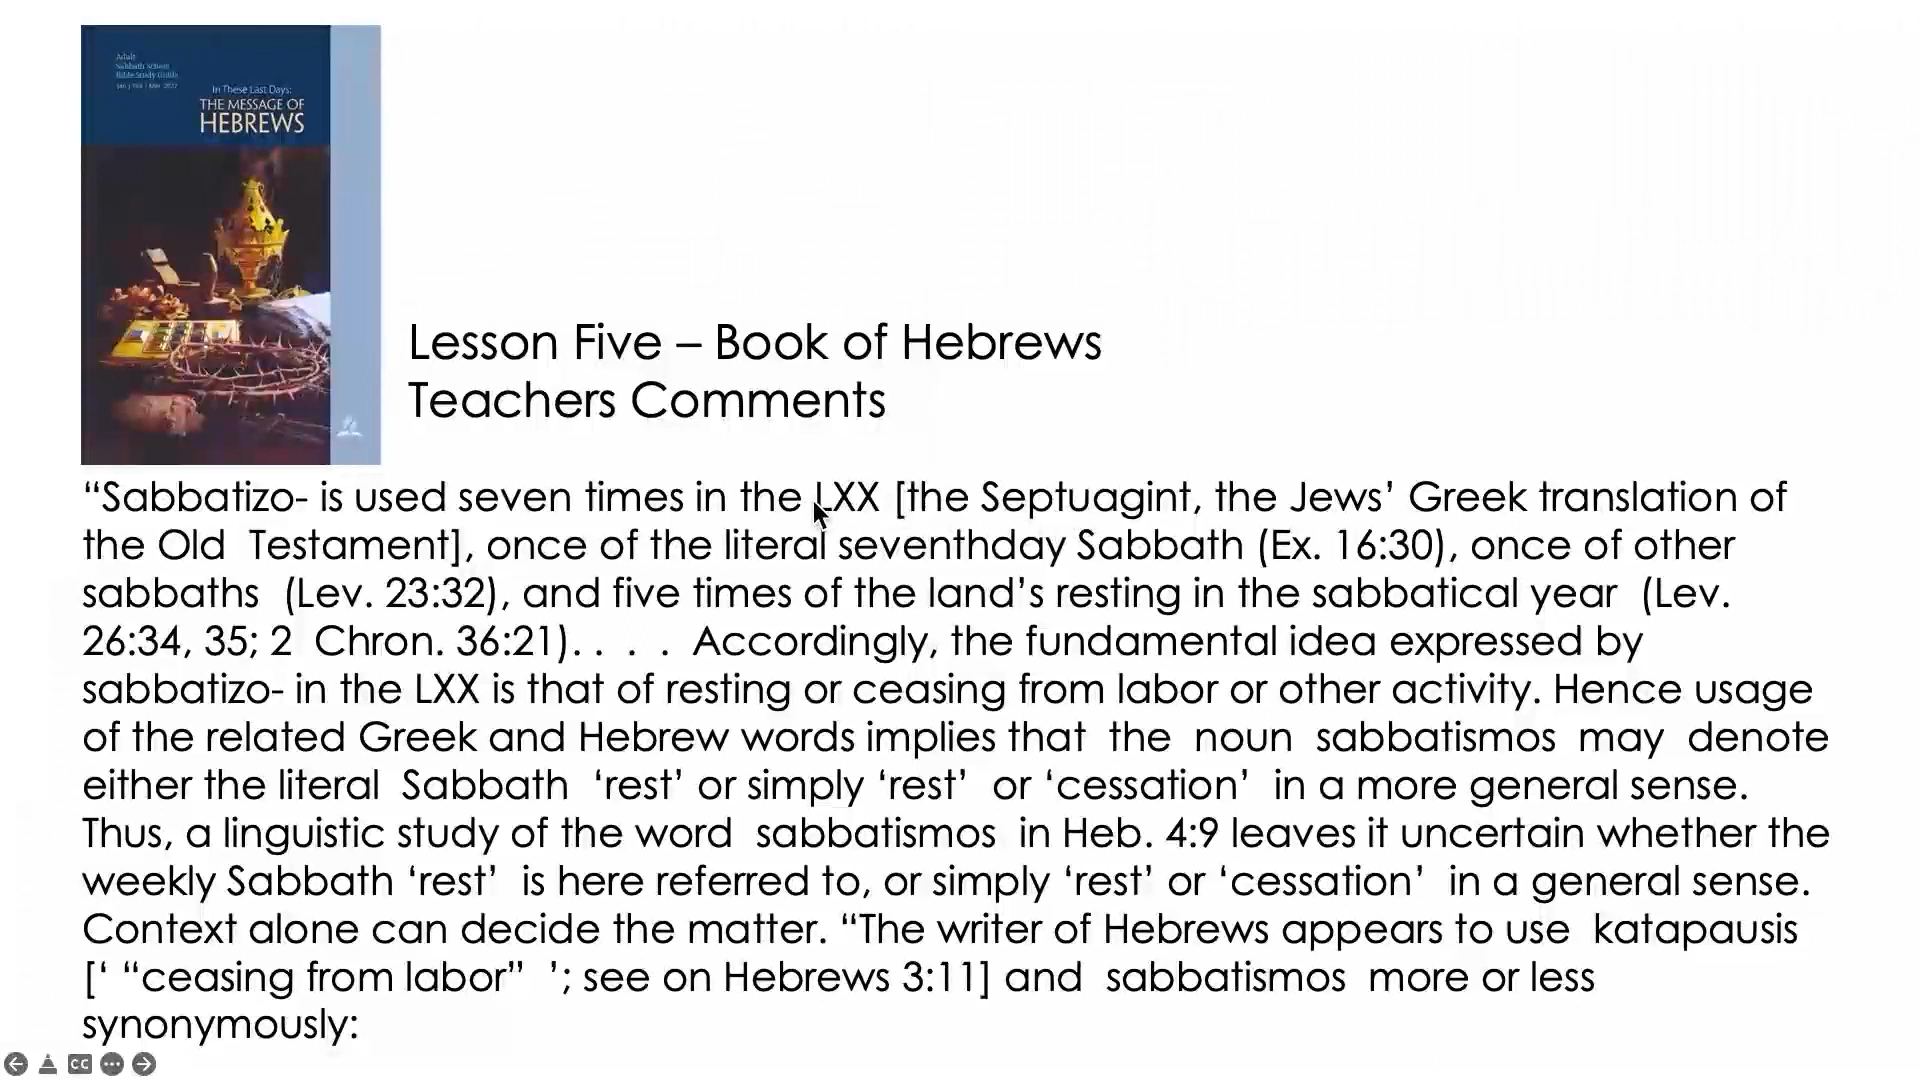 Adult
Sabbath School
Bible Study Guide
Jan | Feb | Mar 2022
In These Last Days:
THE MESSAGE OF
HEBREWS
Lesson Five – Book of Hebrews
Teachers Comments
“Sabbatizo- is used seven times in the LXX [the Septuagint, the Jews’ Greek translation of
the Old Testament], once of the literal seventhday Sabbath (Ex. 16:30), once of other
sabbaths (Lev. 23:32), and five times of the land’s resting in the sabbatical year (Lev.
26:34, 35; 2 Chron. 36:21). . . . Accordingly, the fundamental idea expressed by
sabbatizo- in the LXX is that of resting or ceasing from labor or other activity. Hence usage
of the related Greek and Hebrew words implies that the noun sabbatismos may denote
either the literal Sabbath ‘rest’ or simply ‘rest’ or ‘cessation’ in a more general sense.
Thus, a linguistic study of the word sabbatismos in Heb. 4:9 leaves it uncertain whether the
weekly Sabbath ‘rest’ is here referred to, or simply ‘rest’ or ‘cessation’ in a general sense.
Context alone can decide the matter. “The writer of Hebrews appears to use katapausis
[‘ “ceasing from labor” ’; see on Hebrews 3:11] and sabbatismos more or less
synonymously:
CC